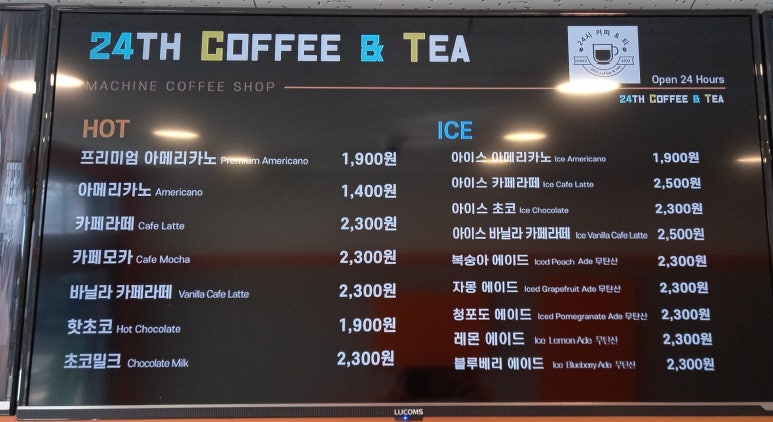 24TH COFFEE & TEA
24시 커피 & 티
SINCE 2022
MACHINE COFFEE SHOP
Open 24 Hours
24TH COFFEE & TEA
HOT
프리미엄 아메리카노 Premium Americano 1,900원
아메리카노 Americano 1,400원
카페라떼 Cafe Latte 2,300원
카페모카 Cafe Mocha 2,300원
바닐라 카페라떼 Vanilla Cafe Latte 2,300원
핫초코 Hot Chocolate 1,900원
초코밀크 Chocolate Milk 2,300원
ICE
아이스 아메리카노 Ice Americano 1,900원
아이스 카페라떼 Ice Cafe Latte 2,500원
아이스 초코 Ice Chocolate 2,300원
아이스 바닐라 카페라떼 Ice Vanilla Cafe Latte 2,500원
복숭아 에이드 Iced Peach Ade 무탄산 2,300원
자몽 에이드 Iced Grapefruit Ade 무탄산 2,300원
청포도 에이드 Iced Pomegranate Ade 무탄산 2,300원
레몬 에이드 Ice Lemon Ade 무탄산 2,300원
블루베리 에이드 Ice Blueberry Ade 무탄산 2,300원
LUCOMS